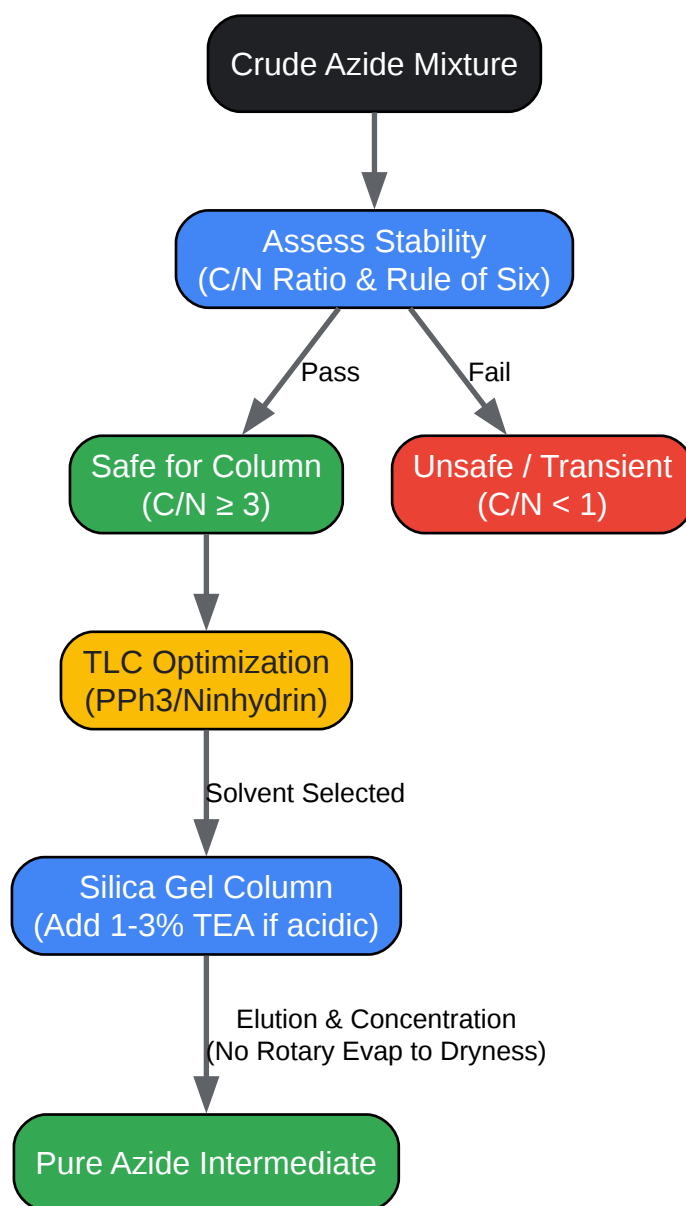 Crude Azide Mixture
Assess Stability
(C/N Ratio & Rule of Six)
Pass
Fail
Safe for Column
(C/N ≥ 3)
Unsafe / Transient
(C/N < 1)
TLC Optimization
(PPh3/Ninhydrin)
Solvent Selected
Silica Gel Column
(Add 1-3% TEA if acidic)
Elution & Concentration
(No Rotary Evap to Dryness)
Pure Azide Intermediate